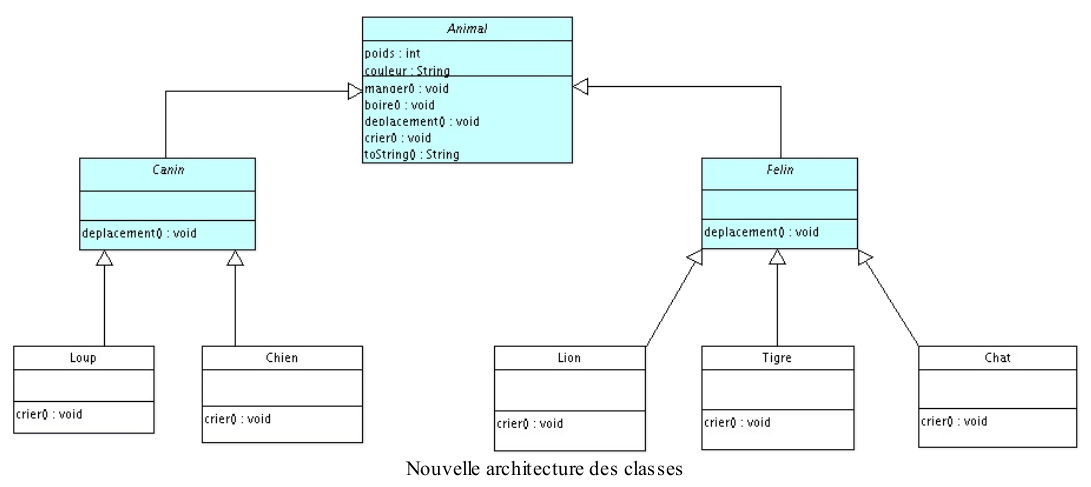 Animal
poids : int
couleur : String
manger() : void
boire() : void
deplacement() : void
crier() : void
toString() : String
Canin
deplacement() : void
Felin
deplacement() : void
Loup
crier() : void
Chien
crier() : void
Lion
crier() : void
Tigre
crier() : void
Chat
crier() : void
Nouvelle architecture des classes